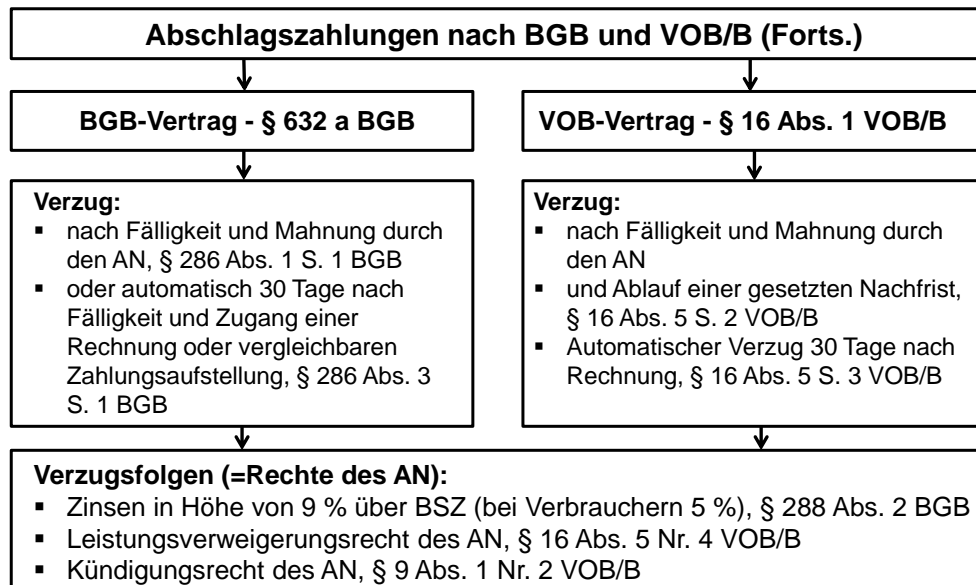 Abschlagszahlungen nach BGB und VOB/B (Forts.)
BGB-Vertrag - § 632 a BGB
Verzug:
▪ nach Fälligkeit und Mahnung durch
den AN, § 286 Abs. 1 S. 1 BGB
▪ oder automatisch 30 Tage nach
Fälligkeit und Zugang einer
Rechnung oder vergleichbaren
Zahlungsaufstellung, § 286 Abs. 3
S. 1 BGB
VOB-Vertrag - § 16 Abs. 1 VOB/B
Verzug:
▪ nach Fälligkeit und Mahnung durch
den AN
▪ und Ablauf einer gesetzten Nachfrist,
§ 16 Abs. 5 S. 2 VOB/B
▪ Automatischer Verzug 30 Tage nach
Rechnung, § 16 Abs. 5 S. 3 VOB/B
Verzugsfolgen (=Rechte des AN):
▪ Zinsen in Höhe von 9 % über BSZ (bei Verbrauchern 5 %), § 288 Abs. 2 BGB
▪ Leistungsverweigerungsrecht des AN, § 16 Abs. 5 Nr. 4 VOB/B
▪ Kündigungsrecht des AN, § 9 Abs. 1 Nr. 2 VOB/B